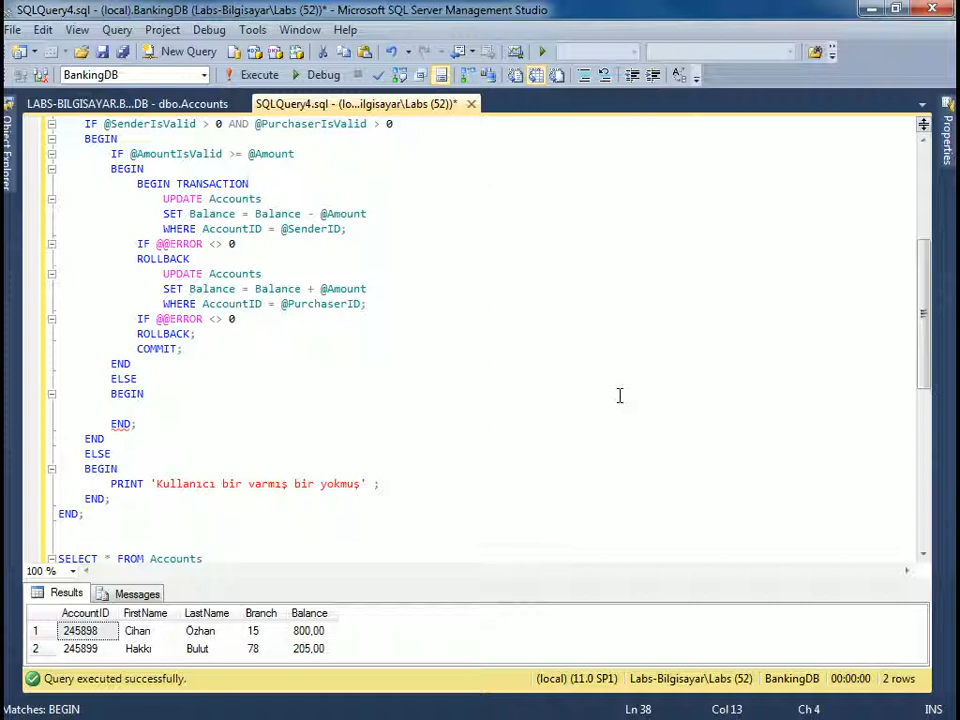 SQLQuery4.sql - (local).BankingDB (Labs-Bilgisayar\Labs (52))* - Microsoft SQL Server Management Studio
File Edit View Query Project Debug Tools Window Help
New Query
BankingDB Execute Debug
LABS-BILGISAYAR.B...DB - dbo.Accounts SQLQuery4.sql - (lo...ilgisayar\Labs (52))*
Object Explorer
Properties
IF @SenderIsValid > 0 AND @PurchaserIsValid > 0
BEGIN
IF @AmountIsValid >= @Amount
BEGIN
BEGIN TRANSACTION
UPDATE Accounts
SET Balance = Balance - @Amount
WHERE AccountID = @SenderID;
IF @@ERROR <> 0
ROLLBACK
UPDATE Accounts
SET Balance = Balance + @Amount
WHERE AccountID = @PurchaserID;
IF @@ERROR <> 0
ROLLBACK;
COMMIT;
END
ELSE
BEGIN
END;
END
ELSE
BEGIN
PRINT 'Kullanıcı bir varmış bir yokmuş' ;
END;
END;
SELECT * FROM Accounts
100 %
Results Messages
AccountID FirstName LastName Branch Balance
1 245898 Cihan Özhan 15 800,00
2 245899 Hakkı Bulut 78 205,00
Query executed successfully. (local) (11.0 SP1) Labs-Bilgisayar\Labs (52) BankingDB 00:00:00 2 rows
Matches: BEGIN Ln 38 Col 13 Ch 4 INS